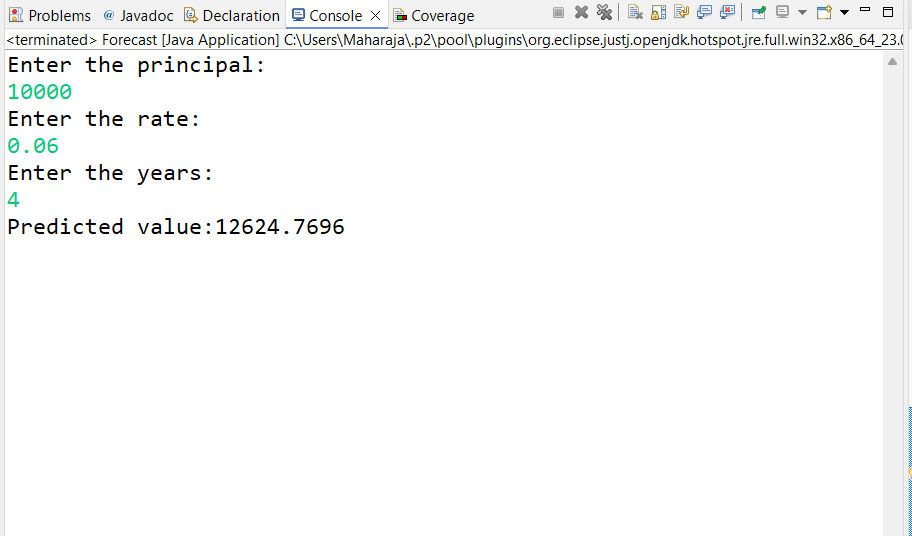 Problems @ Javadoc Declaration Console Coverage
<terminated> Forecast [Java Application] C:\Users\Maharaja\.p2\pool\plugins\org.eclipse.justj.openjdk.hotspot.jre.full.win32.x86_64_23.0
Enter the principal:
10000
Enter the rate:
0.06
Enter the years:
4
Predicted value:12624.7696